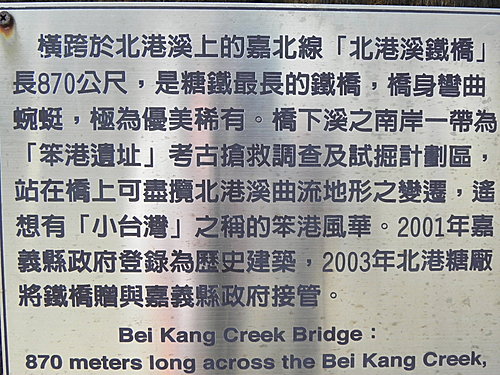 橫跨於北港溪上的嘉北線「北港溪鐵橋」
長870公尺，是糖鐵最長的鐵橋，橋身彎曲
蜿蜒，極為優美稀有。橋下溪之南岸一帶為
「笨港遺址」考古搶救調查及試掘計劃區，
站在橋上可盡攬北港溪曲流地形之變遷，遙
想有「小台灣」之稱的笨港風華。2001年嘉
義縣政府登錄為歷史建築，2003年北港糖廠
將鐵橋贈與嘉義縣政府接管。
Bei Kang Creek Bridge：
870 meters long across the Bei Kang Creek,